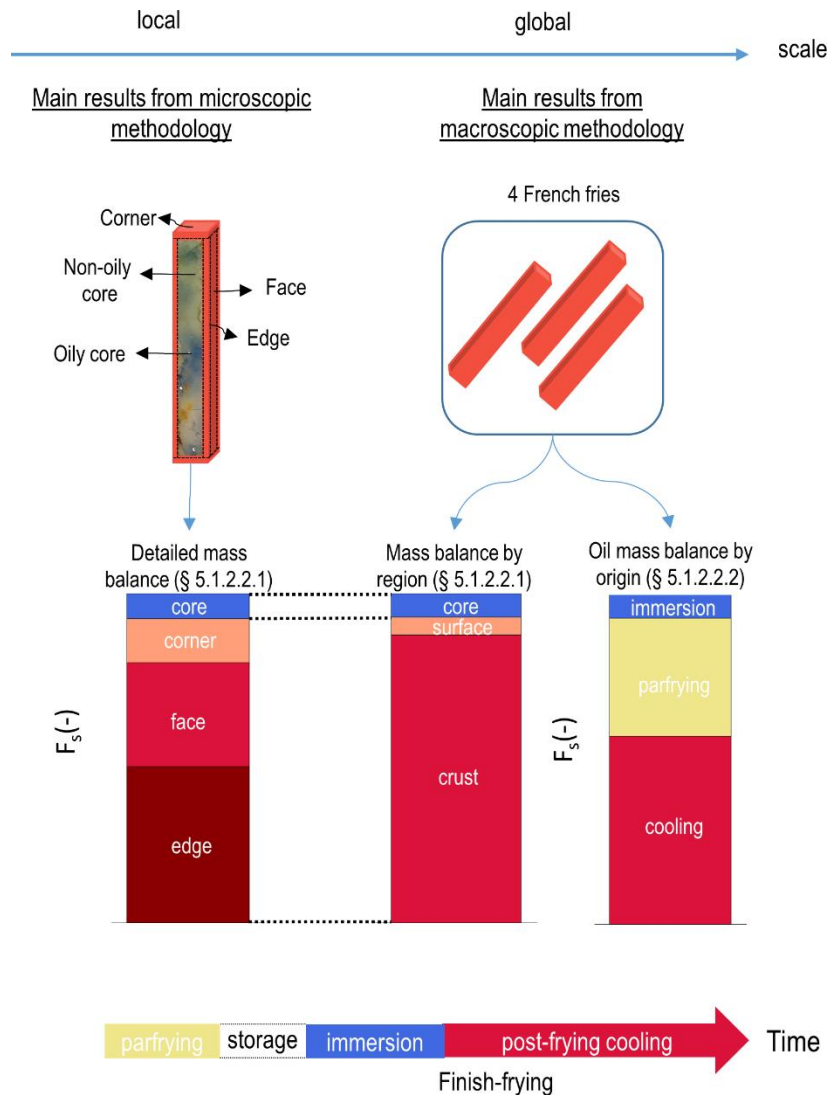 local
global
scale
Main results from microscopic
methodology
Main results from
macroscopic methodology
4 French fries
Corner
Non-oily
core
Face
Edge
Oily core
Detailed mass
balance (§ 5.1.2.2.1)
Mass balance by
region (§ 5.1.2.2.1)
Oil mass balance by
origin (§ 5.1.2.2.2)
core
corner
face
edge
Fs(-)
core
surface
crust
immersion
parfrying
cooling
Fs(-)
parfrying
storage
immersion
post-frying cooling
Time
Finish-frying